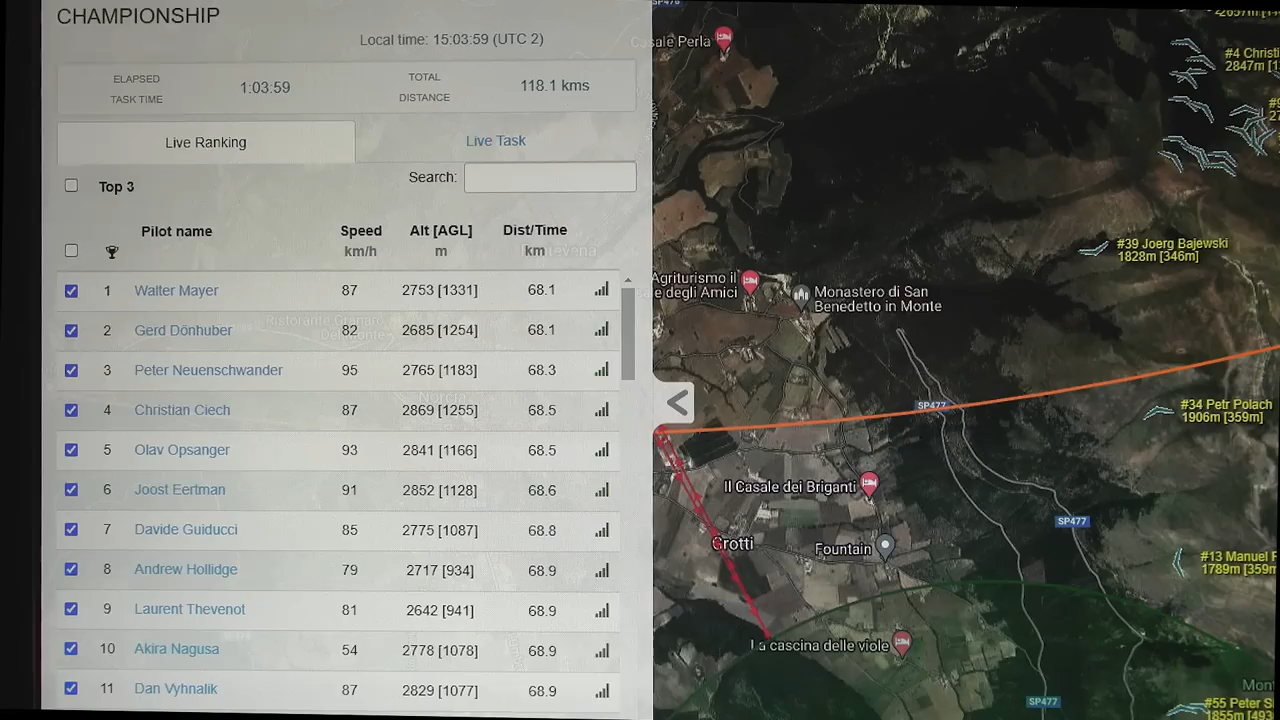 CHAMPIONSHIP
Local time: 15:03:59 (UTC 2)
ELAPSED TASK TIME
1:03:59
TOTAL DISTANCE
118.1 kms
Live Ranking
Live Task
Top 3
Search:
Pilot name Speed km/h Alt [AGL] m Dist/Time km
1 Walter Mayer 87 2753 [1331] 68.1
2 Gerd Dönhuber 82 2685 [1254] 68.1
3 Peter Neuenschwander 95 2765 [1183] 68.3
4 Christian Ciech 87 2869 [1255] 68.5
5 Olav Opsanger 93 2841 [1166] 68.5
6 Joost Eertman 91 2852 [1128] 68.6
7 Davide Guiducci 85 2775 [1087] 68.8
8 Andrew Hollidge 79 2717 [934] 68.9
9 Laurent Thevenot 81 2642 [941] 68.9
10 Akira Nagusa 54 2778 [1078] 68.9
11 Dan Vyhnalik 87 2829 [1077] 68.9
Casale Perla
#4 Christi
2847m
#39 Joerg Bajewski
1828m [346m]
Agriturismo il
degli Amici
Monastero di San
Benedetto in Monte
SP477
#34 Petr Polach
1906m [359m]
<
Il Casale dei Briganti
SP477
Grotti
Fountain
#13 Manuel
1789m [359m
La cascina delle viole
SP477
#55 Peter
1855m [493